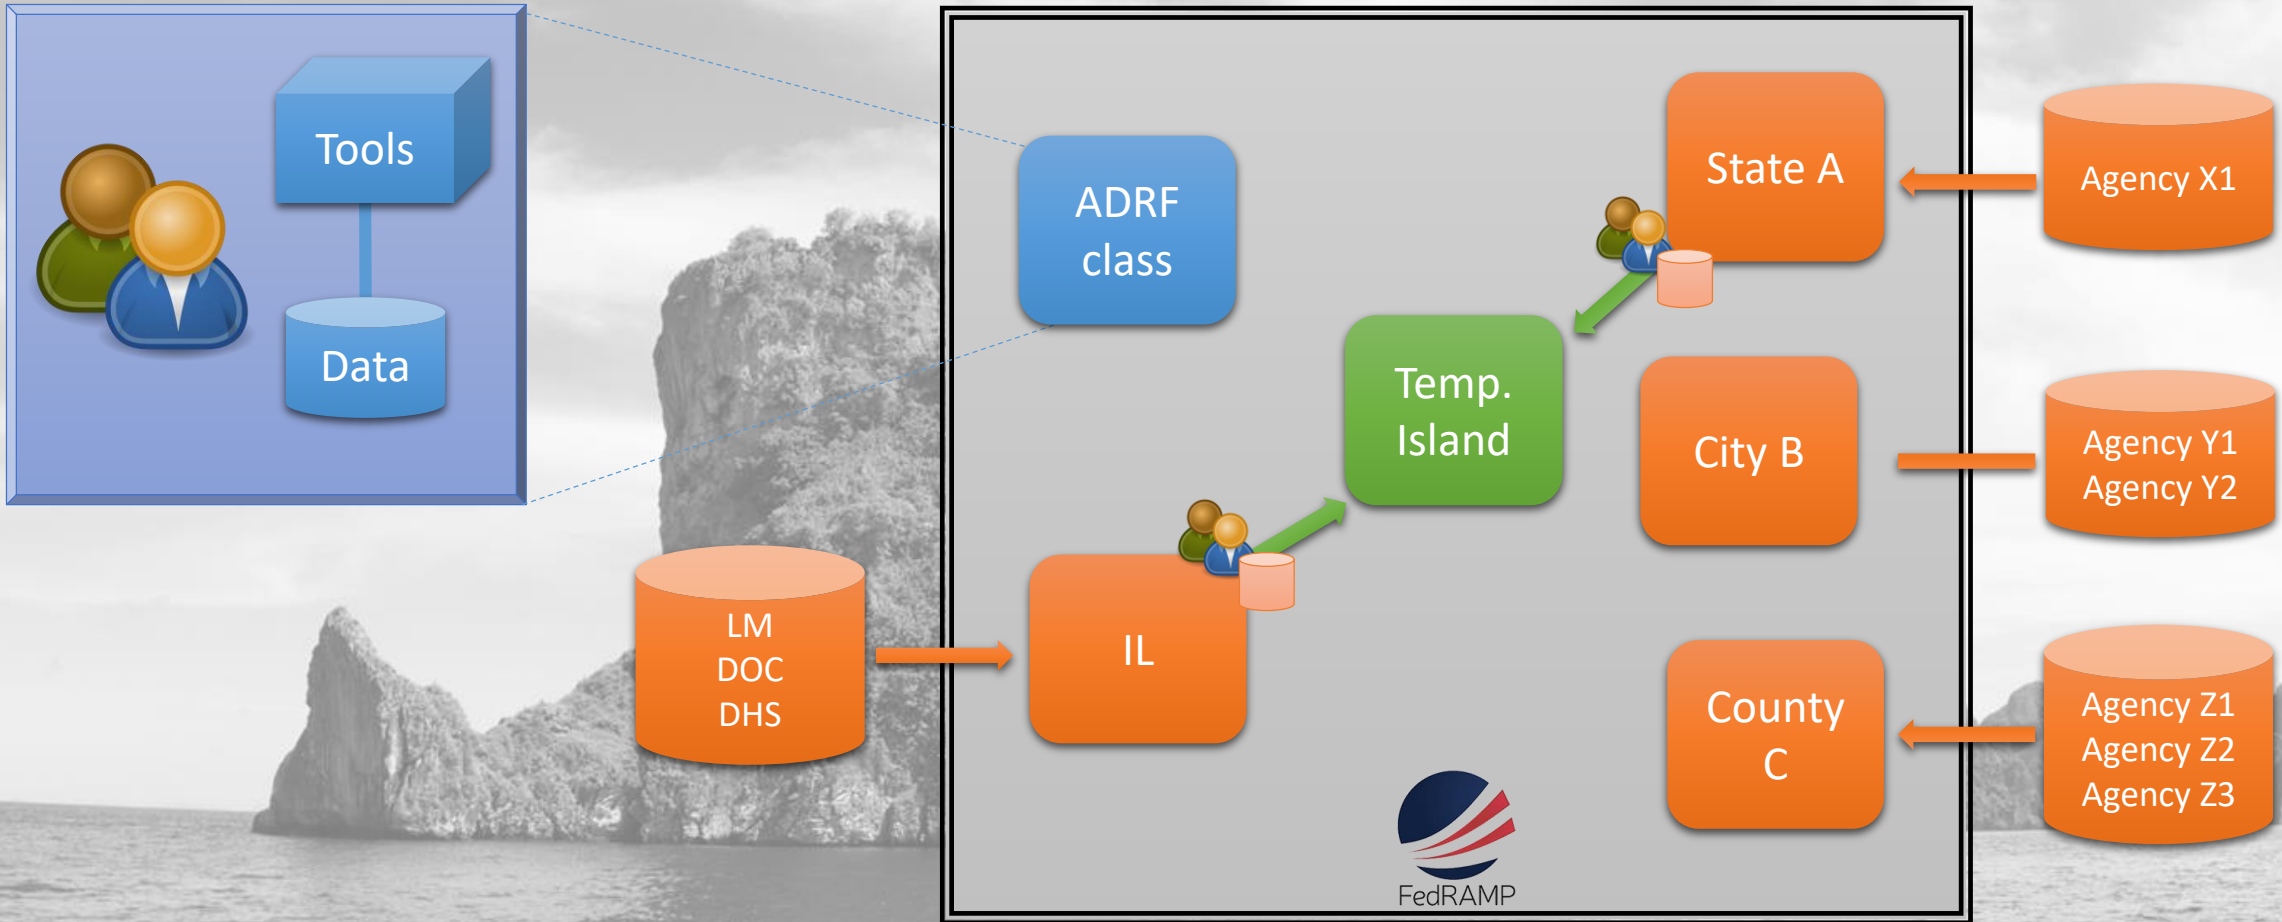 Tools
Data
ADRF
class
State A
Agency X1
Temp.
Island
City B
Agency Y1
Agency Y2
LM
DOC
DHS
IL
County
C
Agency Z1
Agency Z2
Agency Z3
FedRAMP